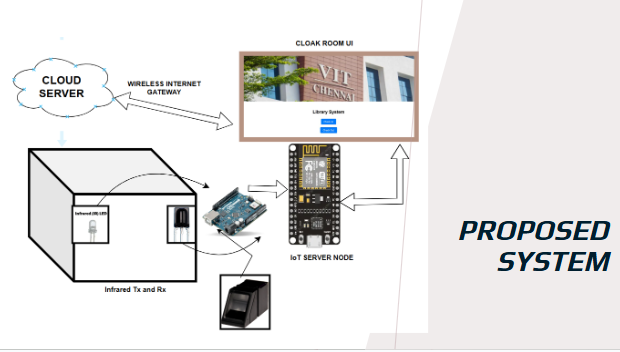 CLOAK ROOM UI
CLOUD
SERVER
WIRELESS INTERNET
GATEWAY
VIT
CHENNAI
Library System
Infrared (IR) LED
IoT SERVER NODE
Infrared Tx and Rx
PROPOSED
SYSTEM